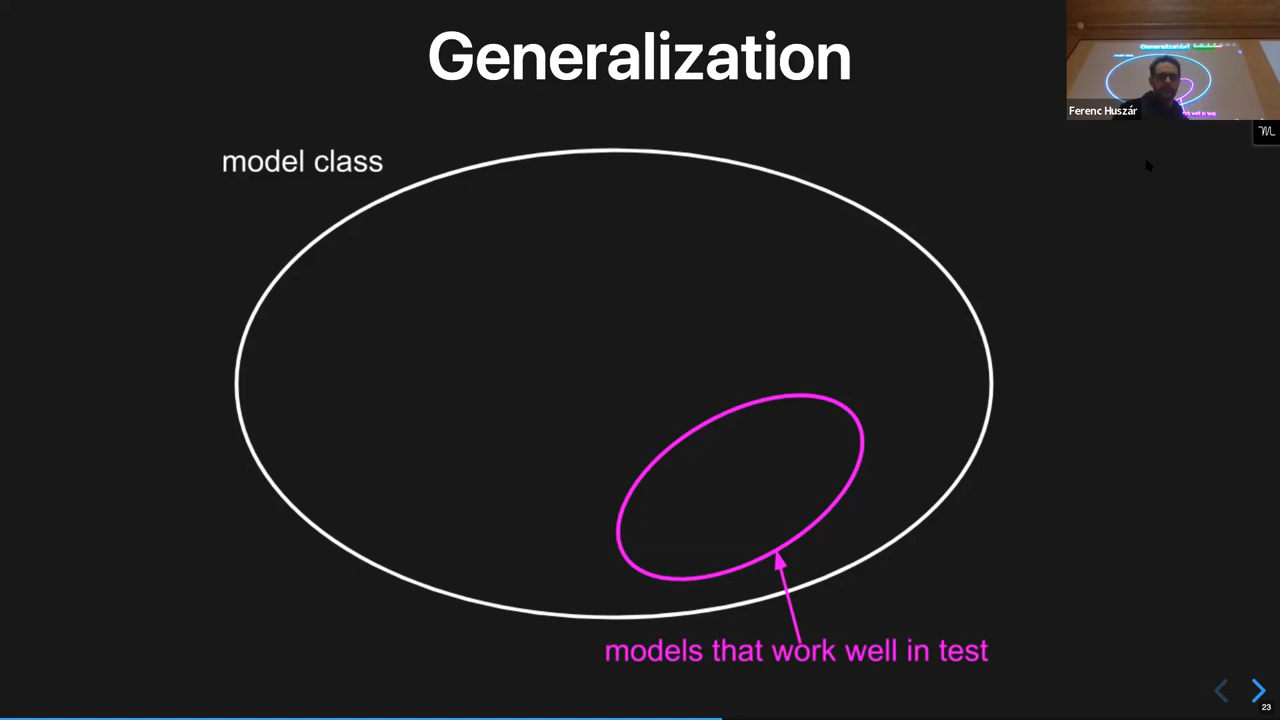 Generalization
Ferenc Huszár
model class
models that work well in test
23